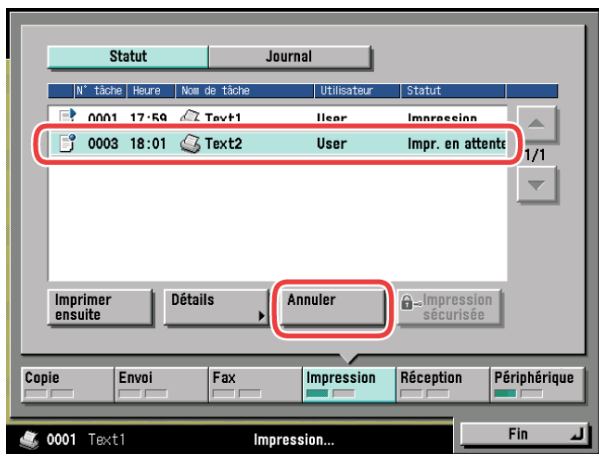 Statut Journal
N° tâche Heure Nom de tâche Utilisateur Statut
0001 17:59 Text1 User Impression
0003 18:01 Text2 User Impr. en attente
1/1
Imprimer ensuite
Détails
Annuler
Impression sécurisée
Copie Envoi Fax Impression Réception Périphérique
0001 Text1 Impression... Fin